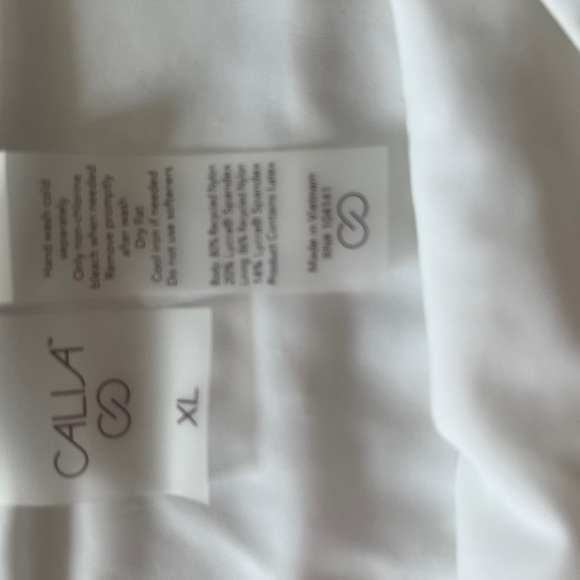 Hand wash cold
separately
Only non-chlorine
bleach when needed
Remove promptly
after wash
Dry flat
Cool iron if needed
Do not use softeners
Body: 80% Recycled Nylon
20% Lycra® Spandex
Lining: Recycled Nylon
14% Lycra® Spandex
Product Contains Latex
Made in Vietnam
RN#
CALIA™
XL